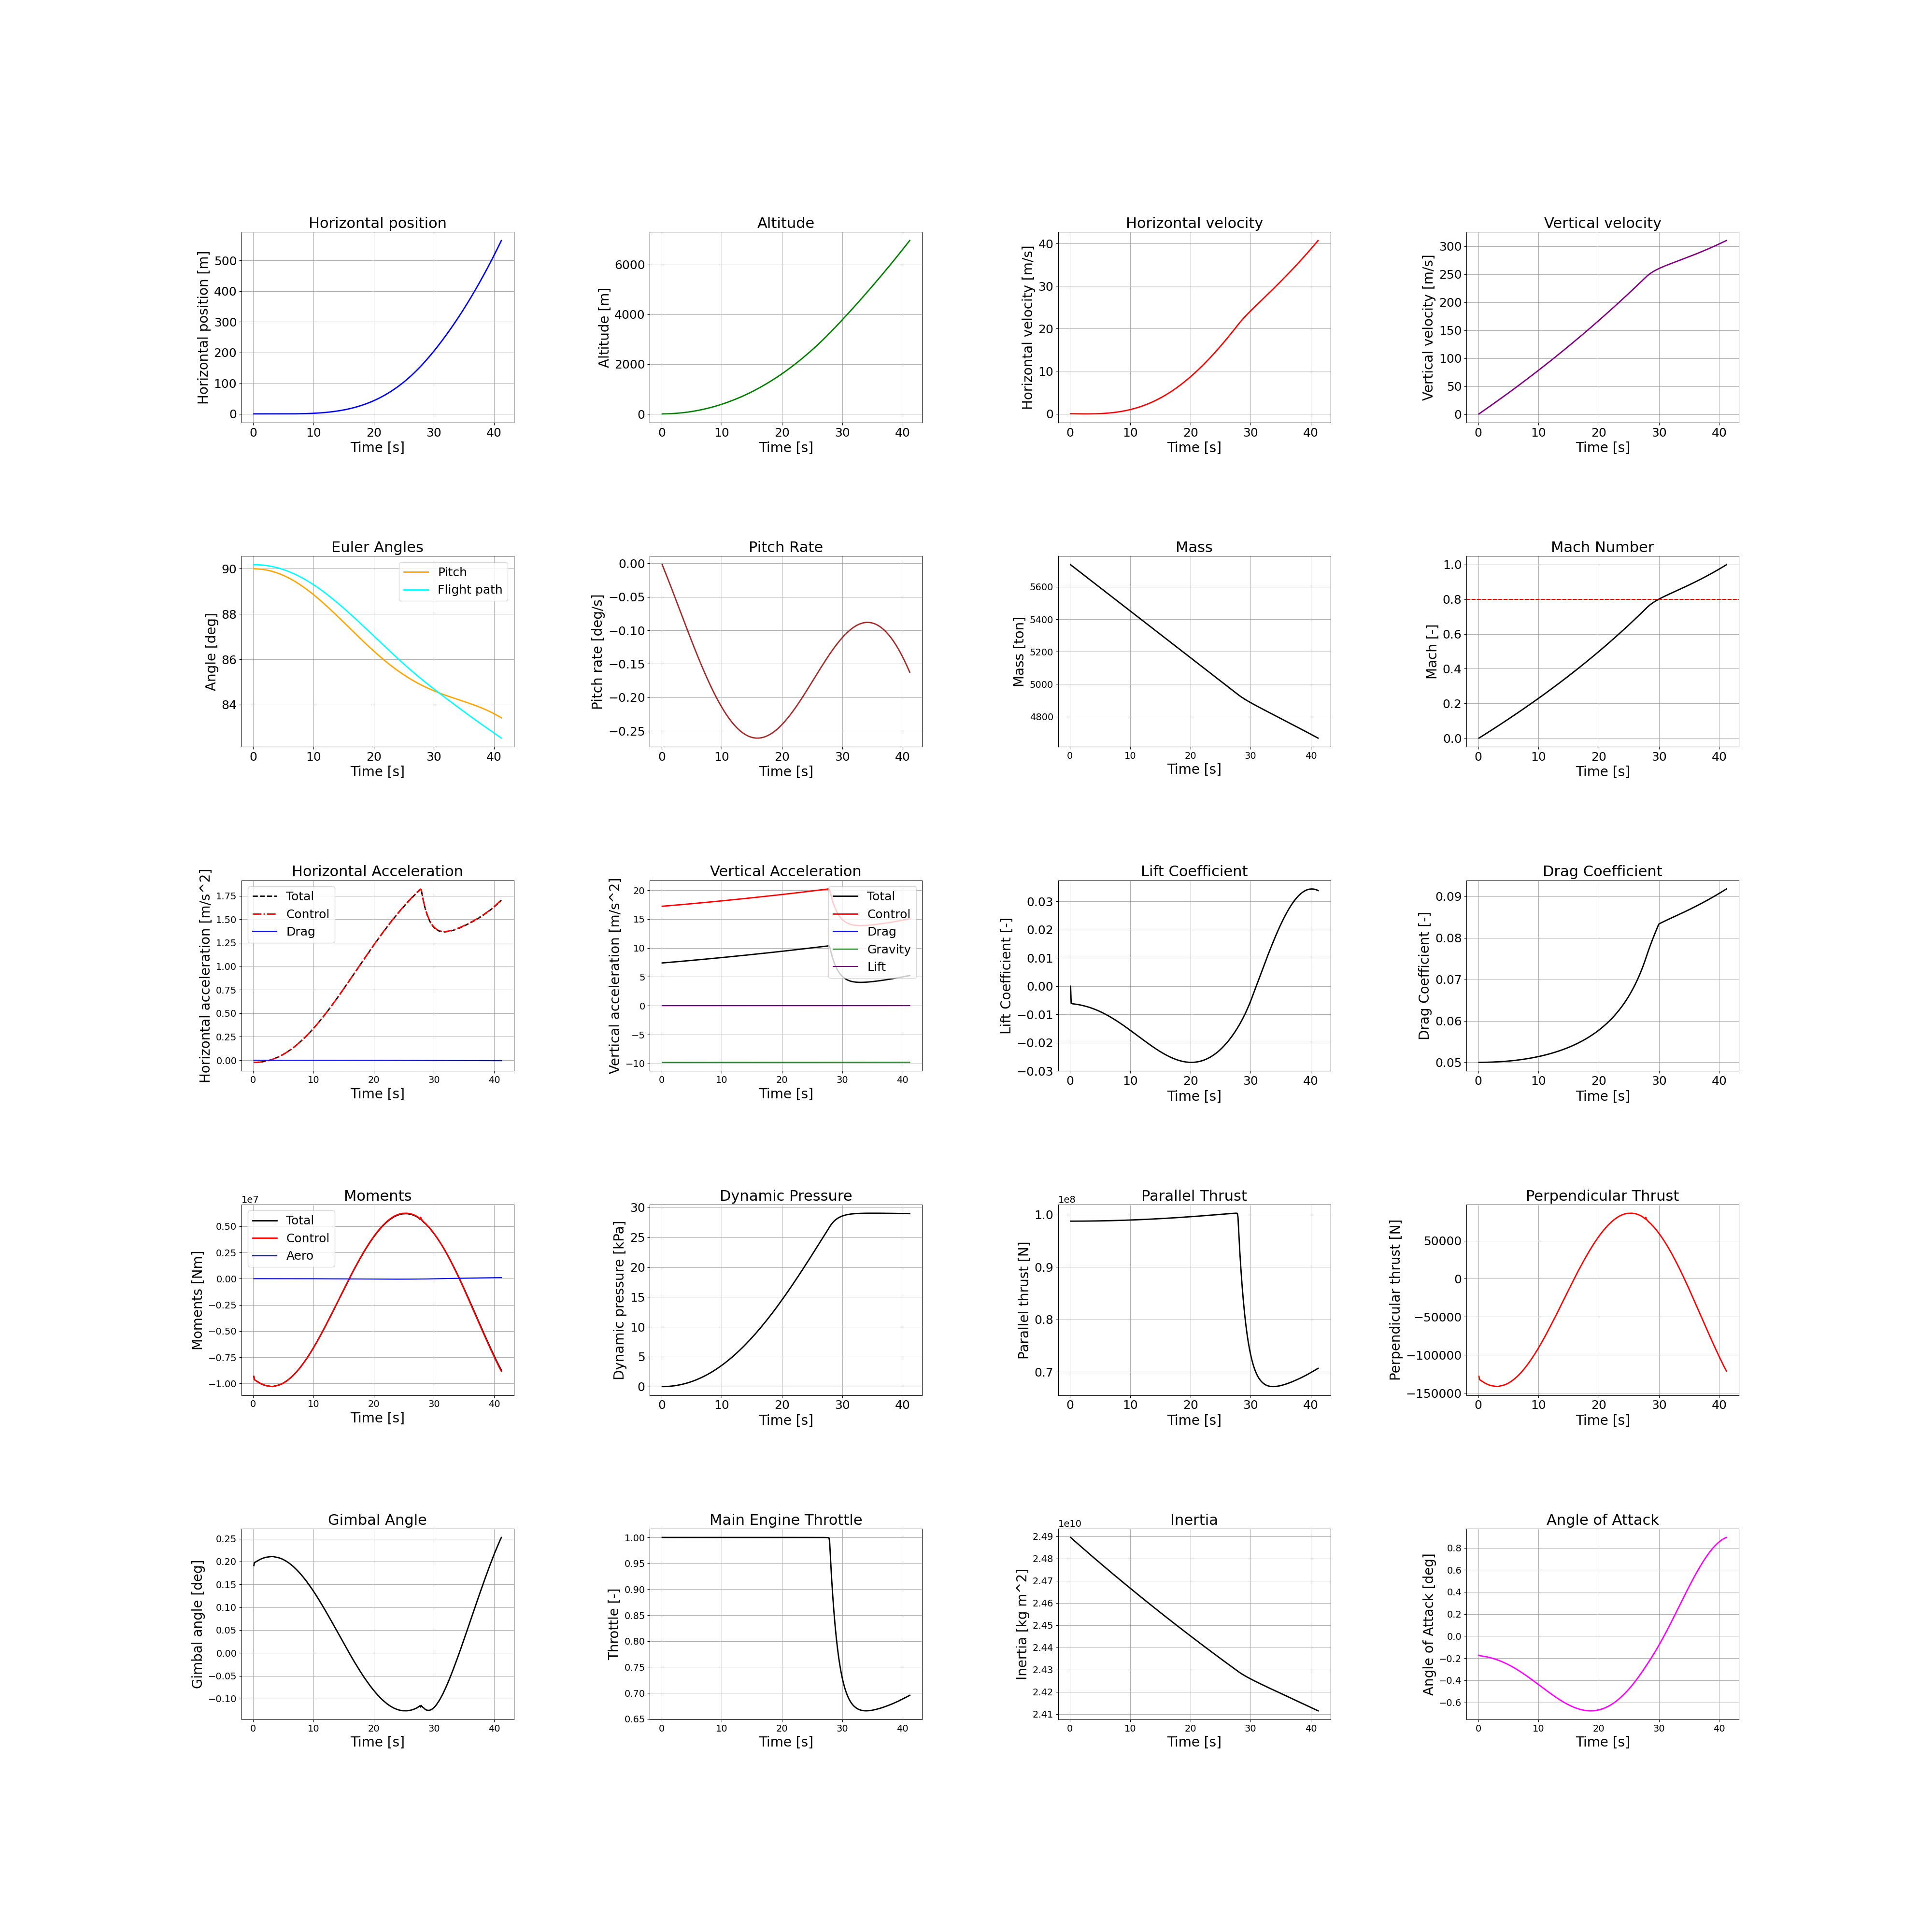 Horizontal position
Horizontal position [m]
500
400
300
200
100
0
0 10 20 30 40
Time [s]
Altitude
Altitude [m]
6000
4000
2000
0
0 10 20 30 40
Time [s]
Horizontal velocity
Horizontal velocity [m/s]
40
30
20
10
0
0 10 20 30 40
Time [s]
Vertical velocity
Vertical velocity [m/s]
300
250
200
150
100
50
0
0 10 20 30 40
Time [s]
Euler Angles
Angle [deg]
90
88
86
84
Pitch
Flight path
0 10 20 30 40
Time [s]
Pitch Rate
Pitch rate [deg/s]
0.00
−0.05
−0.10
−0.15
−0.20
−0.25
0 10 20 30 40
Time [s]
Mass
Mass [ton]
5600
5400
5200
5000
4800
0 10 20 30 40
Time [s]
Mach Number
Mach [-]
1.0
0.8
0.6
0.4
0.2
0.0
0 10 20 30 40
Time [s]
Horizontal Acceleration
Horizontal acceleration [m/s^2]
1.75
1.50
1.25
1.00
0.75
0.50
0.25
0.00
Total
Control
Drag
0 10 20 30 40
Time [s]
Vertical Acceleration
Vertical acceleration [m/s^2]
20
15
10
5
0
−5
−10
Total
Control
Drag
Gravity
Lift
0 10 20 30 40
Time [s]
Lift Coefficient
Lift Coefficient [-]
0.03
0.02
0.01
0.00
−0.01
−0.02
−0.03
0 10 20 30 40
Time [s]
Drag Coefficient
Drag Coefficient [-]
0.09
0.08
0.07
0.06
0.05
0 10 20 30 40
Time [s]
Moments
1e7
Moments [Nm]
0.50
0.25
0.00
−0.25
−0.50
−0.75
−1.00
Total
Control
Aero
0 10 20 30 40
Time [s]
Dynamic Pressure
Dynamic pressure [kPa]
30
25
20
15
10
5
0
0 10 20 30 40
Time [s]
Parallel Thrust
1e8
Parallel thrust [N]
1.0
0.9
0.8
0.7
0 10 20 30 40
Time [s]
Perpendicular Thrust
Perpendicular thrust [N]
50000
0
−50000
−100000
−150000
0 10 20 30 40
Time [s]
Gimbal Angle
Gimbal angle [deg]
0.25
0.20
0.15
0.10
0.05
0.00
−0.05
−0.10
0 10 20 30 40
Time [s]
Main Engine Throttle
Throttle [-]
1.00
0.95
0.90
0.85
0.80
0.75
0.70
0.65
0 10 20 30 40
Time [s]
Inertia
1e10
Inertia [kg m^2]
2.49
2.48
2.47
2.46
2.45
2.44
2.43
2.42
2.41
0 10 20 30 40
Time [s]
Angle of Attack
Angle of Attack [deg]
0.8
0.6
0.4
0.2
0.0
−0.2
−0.4
−0.6
0 10 20 30 40
Time [s]